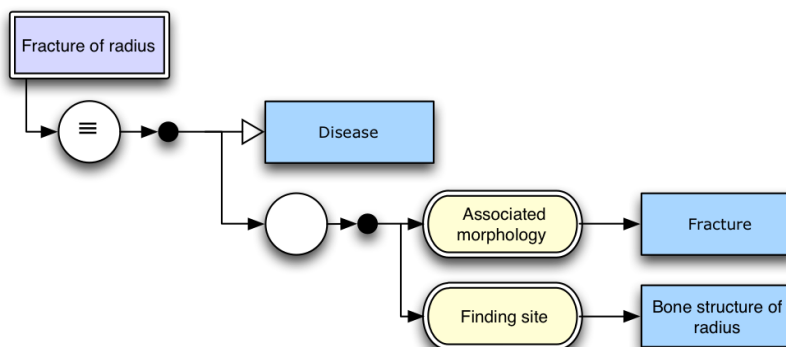 Fracture of radius
≡
Disease
Associated
morphology
Fracture
Finding site
Bone structure of
radius